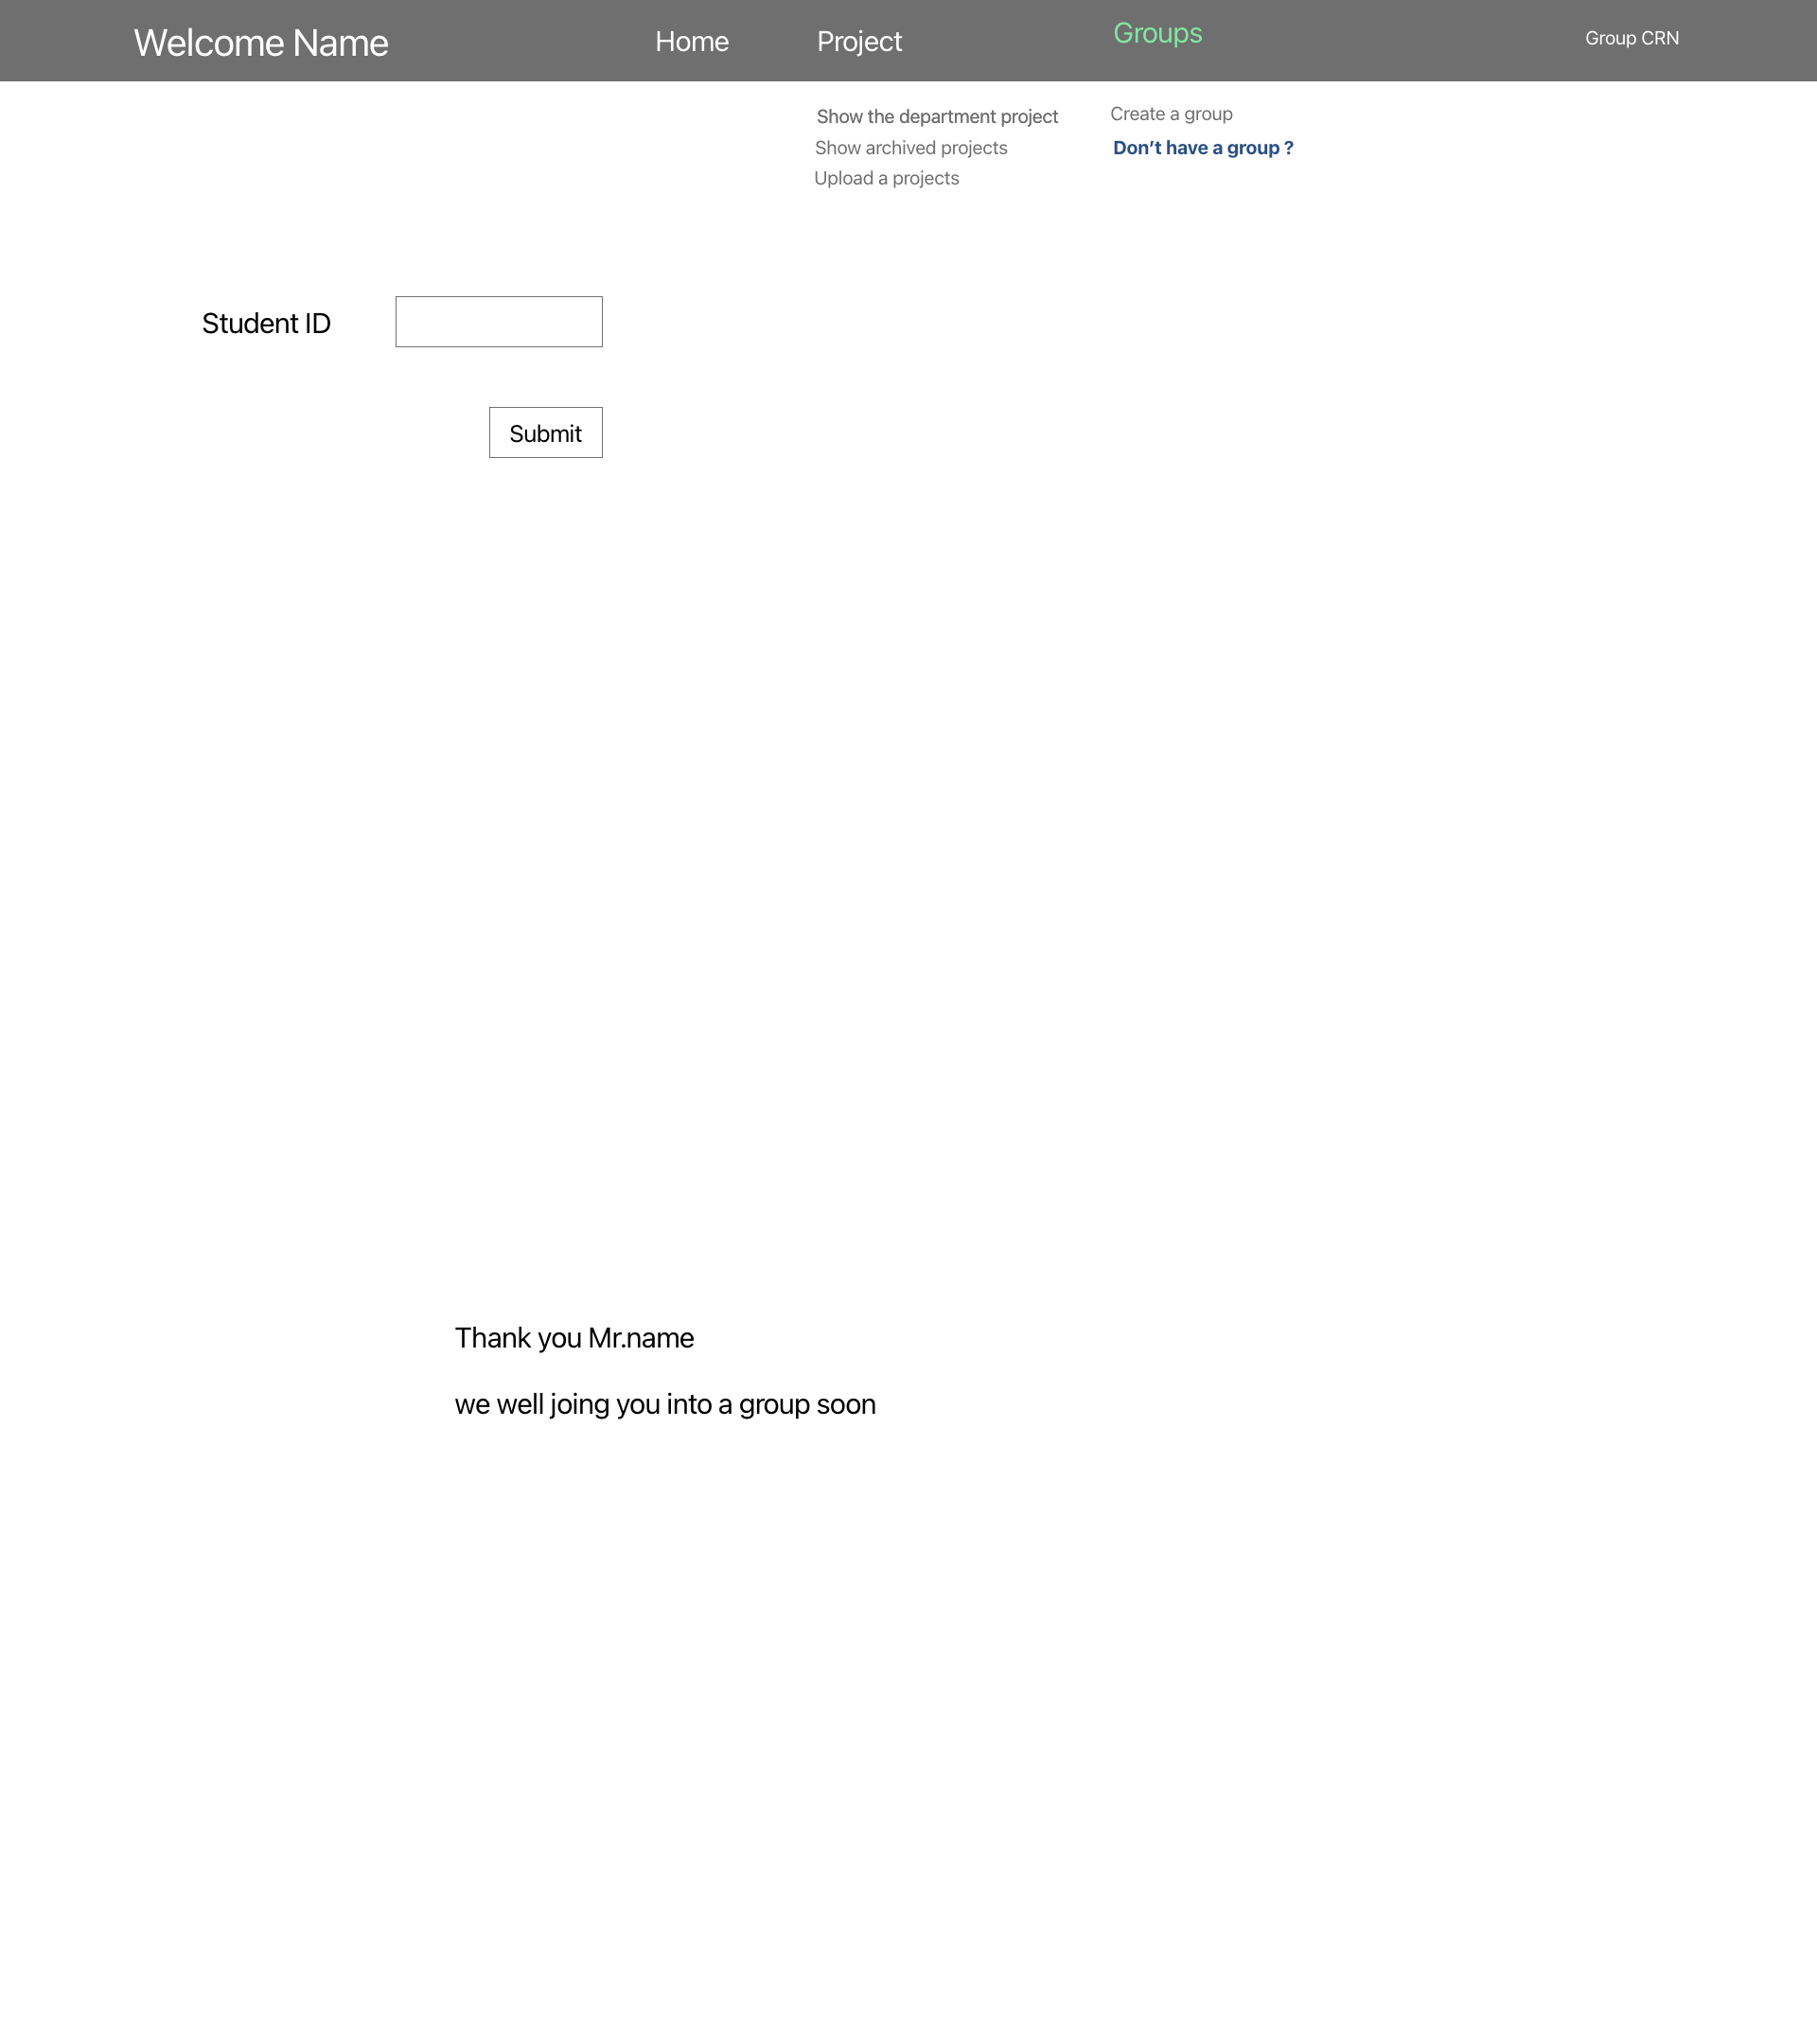 Welcome Name
Home
Project
Groups
Group CRN
Show the department project
Show archived projects
Upload a projects
Create a group
Don’t have a group ?
Student ID
Submit
Thank you Mr.name
we well joing you into a group soon